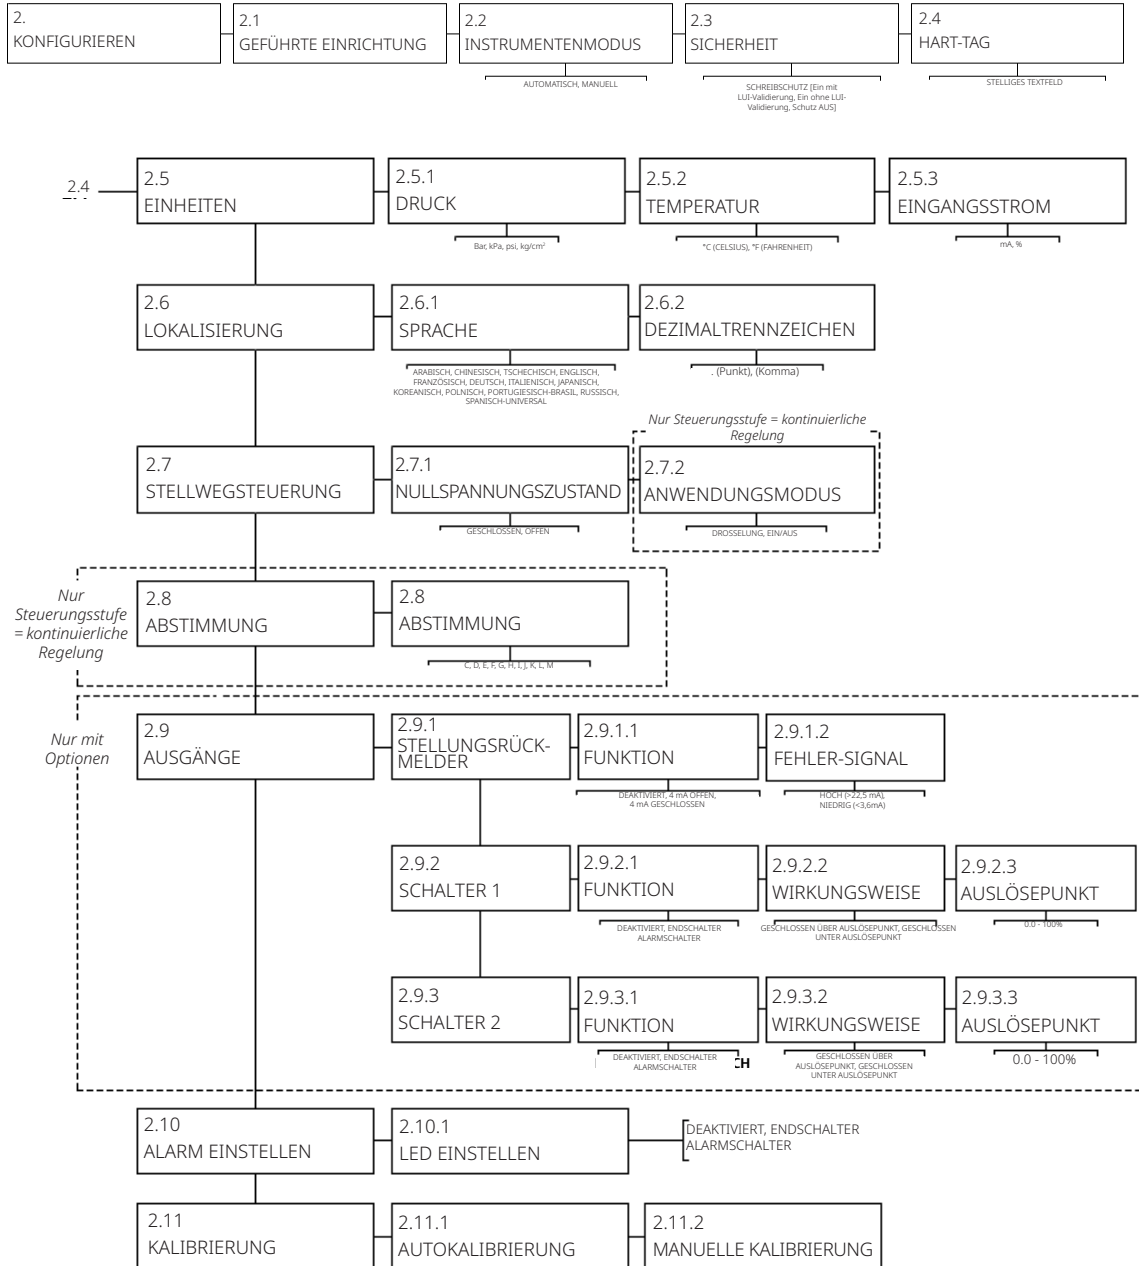 2.
KONFIGURIEREN
2.1
GEFÜHRTE EINRICHTUNG
2.2
INSTRUMENTENMODUS
2.3
SICHERHEIT
2.4
HART-TAG
AUTOMATISCH, MANUELL
SCHREIBSCHUTZ [Ein mit
LUI-Validierung, Ein ohne LUI-
Validierung, Schutz AUS]
STELLIGES TEXTFELD
2.4
2.5
EINHEITEN
2.5.1
DRUCK
2.5.2
TEMPERATUR
2.5.3
EINGANGSSTROM
Bar, kPa, psi, kg/cm²
°C (CELSIUS), °F (FAHRENHEIT)
mA, %
2.6
LOKALISIERUNG
2.6.1
SPRACHE
2.6.2
DEZIMALTRENNZEICHEN
ARABISCH, CHINESISCH, TSCHECHISCH, ENGLISCH,
FRANZÖSISCH, DEUTSCH, ITALIENISCH, JAPANISCH,
KOREANISCH, POLNISCH, PORTUGIESISCH-BRASIL, RUSSISCH,
SPANISCH-UNIVERSAL
. (Punkt), (Komma)
Nur Steuerungsstufe = kontinuierliche
Regelung
2.7
STELLWEGSTEUERUNG
2.7.1
NULLSPANNUNGSZUSTAND
2.7.2
ANWENDUNGSMODUS
GESCHLOSSEN, OFFEN
DROSSELUNG, EIN/AUS
Nur
Steuerungsstufe
= kontinuierliche
Regelung
2.8
ABSTIMMUNG
2.8
ABSTIMMUNG
C, D, E, F, G, H, I, J, K, L, M
Nur mit
Optionen
2.9
AUSGÄNGE
2.9.1
STELLUNGSRÜCK-
MELDER
2.9.1.1
FUNKTION
2.9.1.2
FEHLER-SIGNAL
DEAKTIVIERT, 4 mA OFFEN,
4 mA GESCHLOSSEN
HOCH (>22,5 mA),
NIEDRIG (<3,6mA)
2.9.2
SCHALTER 1
2.9.2.1
FUNKTION
2.9.2.2
WIRKUNGSWEISE
2.9.2.3
AUSLÖSEPUNKT
DEAKTIVIERT, ENDSCHALTER
ALARMSCHALTER
GESCHLOSSEN ÜBER AUSLÖSEPUNKT, GESCHLOSSEN
UNTER AUSLÖSEPUNKT
0.0 - 100%
2.9.3
SCHALTER 2
2.9.3.1
FUNKTION
2.9.3.2
WIRKUNGSWEISE
2.9.3.3
AUSLÖSEPUNKT
DEAKTIVIERT, ENDSCHALTER
ALARMSCHALTER
CH
GESCHLOSSEN ÜBER
AUSLÖSEPUNKT, GESCHLOSSEN
UNTER AUSLÖSEPUNKT
0.0 - 100%
2.10
ALARM EINSTELLEN
2.10.1
LED EINSTELLEN
DEAKTIVIERT, ENDSCHALTER
ALARMSCHALTER
2.11
KALIBRIERUNG
2.11.1
AUTOKALIBRIERUNG
2.11.2
MANUELLE KALIBRIERUNG